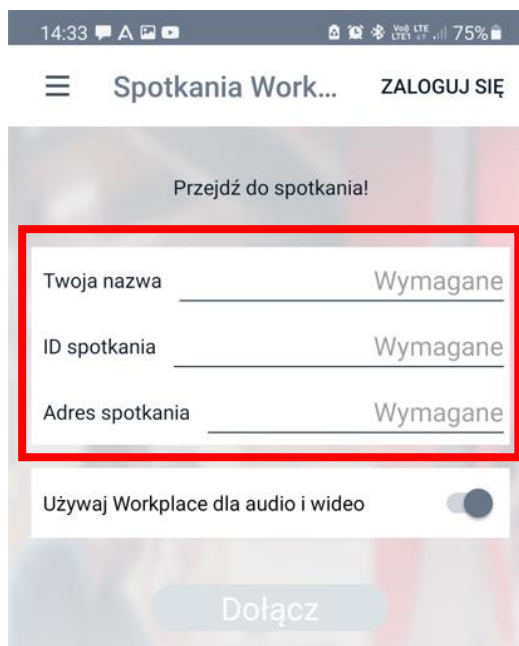 14:33 75%
Spotkania Work... ZALOGUJ SIĘ
Przejdź do spotkania!
Twoja nazwa Wymagane
ID spotkania Wymagane
Adres spotkania Wymagane
Używaj Workplace dla audio i wideo
Dołącz